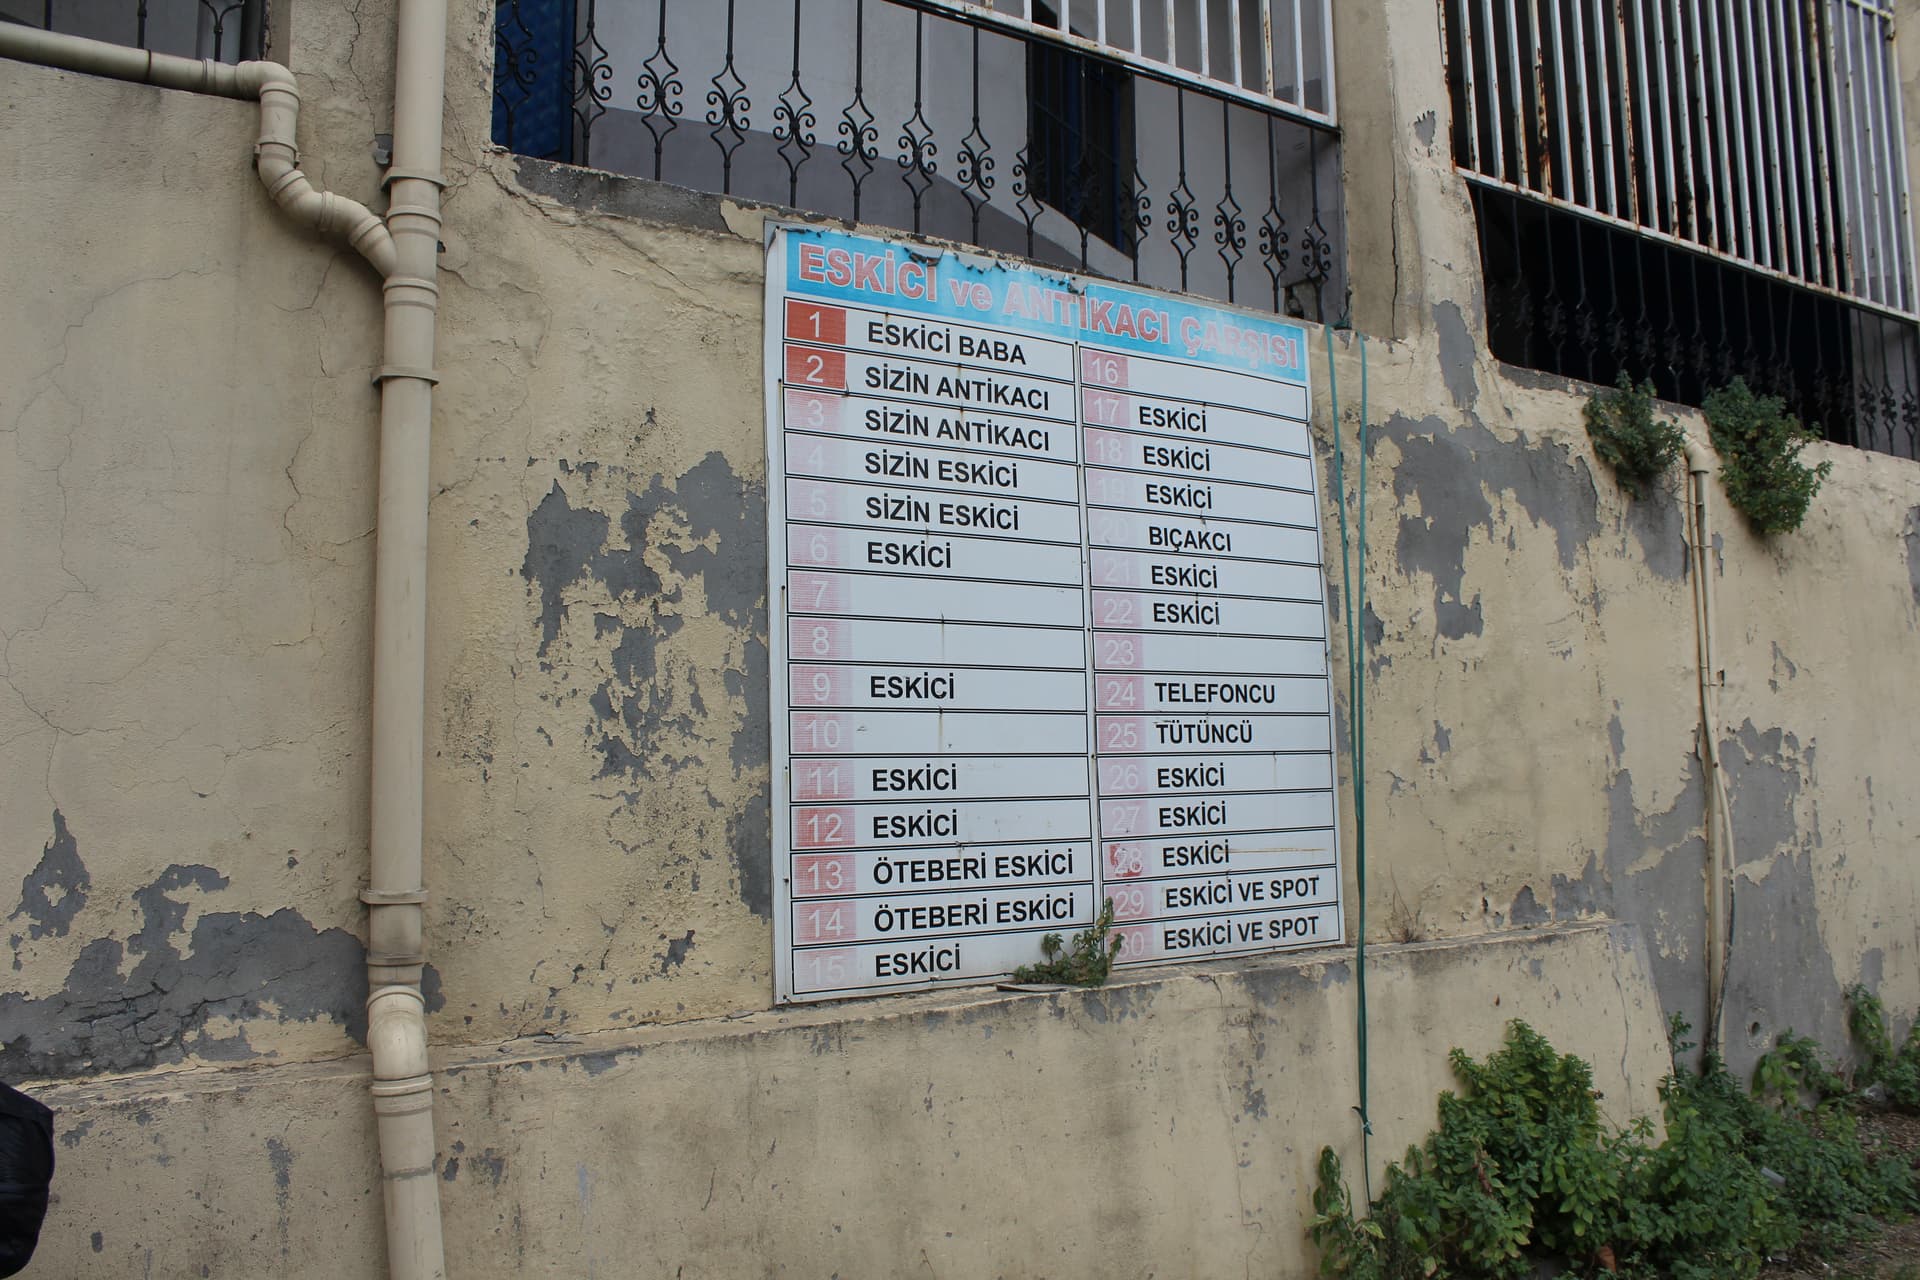 ESKİCİ ve ANTİKACI ÇARŞISI
1 ESKİCİ BABA
2 SİZİN ANTİKACI
3 SİZİN ANTİKACI
4 SİZİN ESKİCİ
5 SİZİN ESKİCİ
6 ESKİCİ
7
8
9 ESKİCİ
10
11 ESKİCİ
12 ESKİCİ
13 ÖTEBERİ ESKİCİ
14 ÖTEBERİ ESKİCİ
15 ESKİCİ
16
17 ESKİCİ
18 ESKİCİ
19 ESKİCİ
20 BIÇAKCI
21 ESKİCİ
22 ESKİCİ
23
24 TELEFONCU
25 TÜTÜNCÜ
26 ESKİCİ
27 ESKİCİ
28 ESKİCİ
29 ESKİCİ VE SPOT
30 ESKİCİ VE SPOT